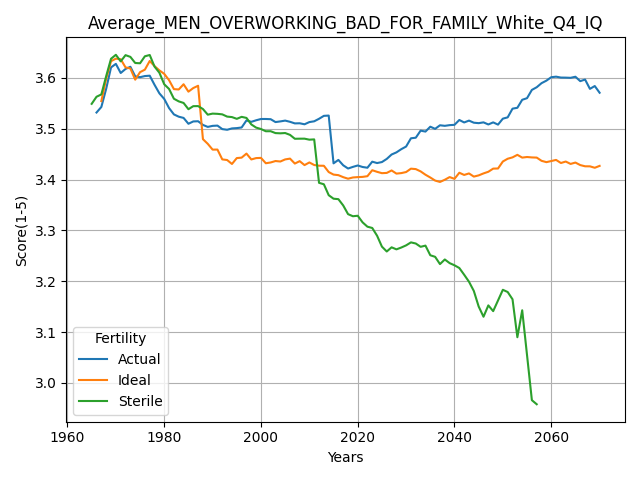 Average_MEN_OVERWORKING_BAD_FOR_FAMILY_White_Q4_IQ
3.6
3.5
3.4
3.3
3.2
3.1
3.0
Score(1-5)
Fertility
Actual
Ideal
Sterile
1960 1980 2000 2020 2040 2060
Years